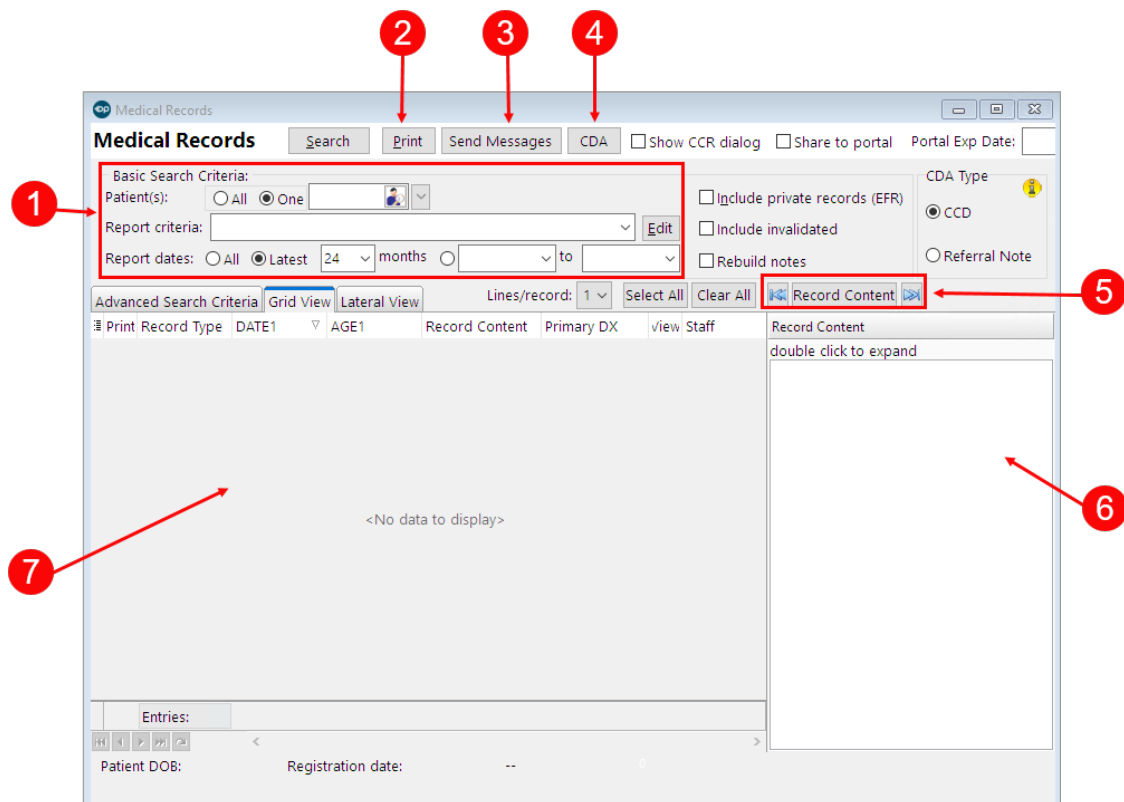 2 3 4
Medical Records
Medical Records Search Print Send Messages CDA Show CCR dialog Share to portal Portal Exp Date:
Basic Search Criteria: CDA Type
1 Patient(s): All One Include private records (EFR)
CCD
Report criteria: Edit Include invalidated
Report dates: All Latest 24 months to Rebuild notes Referral Note
Advanced Search Criteria Grid View Lateral View Lines/record: 1 Select All Clear All Record Content 5
Print Record Type DATE1 AGE1 Record Content Primary DX View Staff Record Content
double click to expand
6
<No data to display>
7
Entries:
Patient DOB: Registration date: -- 0